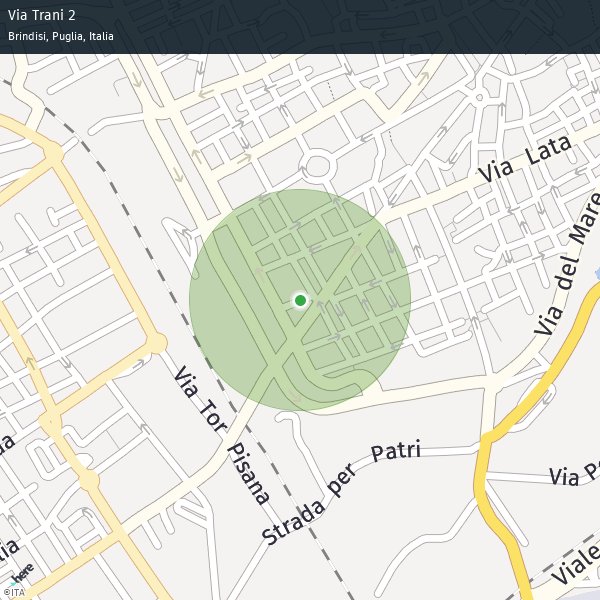 Via Trani 2
Brindisi, Puglia, Italia
Via Lata
Via del Mare
Via Tor Pisana
Strada per Patri
Via P
Viale
ua
lia
here
©ITA